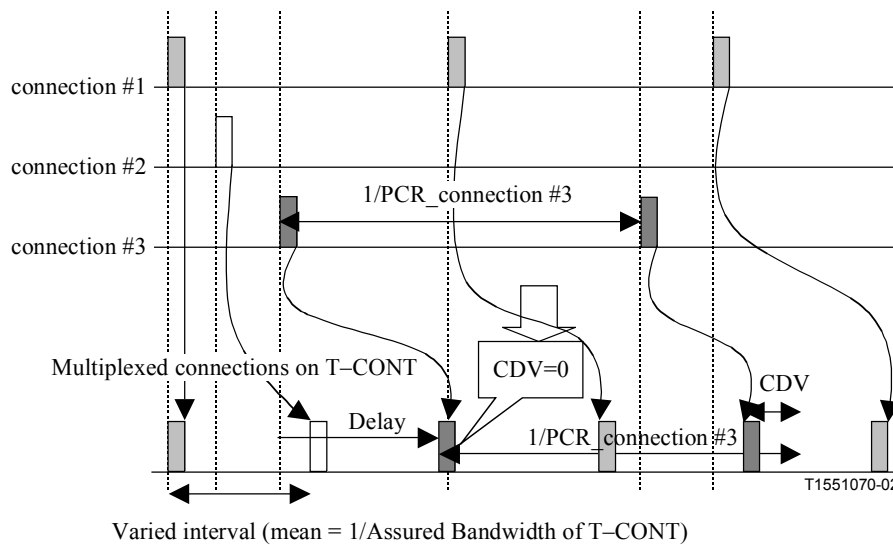 connection #1
connection #2
1/PCR_connection #3
connection #3
Multiplexed connections on T–CONT
CDV=0
CDV
Delay
1/PCR_connection #3
T1551070-02
Varied interval (mean = 1/Assured Bandwidth of T–CONT)